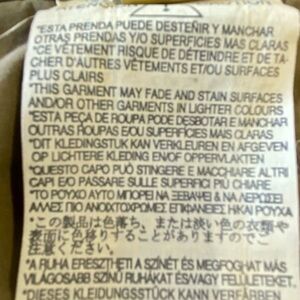 *ESTA PRENDA PUEDE DESTEÑIR Y MANCHAR
OTRAS PRENDAS Y/O SUPERFICIES MAS CLARAS
*CE VÊTEMENT RISQUE DE DÉTEINDRE ET DE TA-
CHER D'AUTRES VÊTEMENTS ET/OU SURFACES
PLUS CLAIRS
*THIS GARMENT MAY FADE AND STAIN SURFACES
AND/OR OTHER GARMENTS IN LIGHTER COLOURS
*ESTA PEÇA DE ROUPA PODE DESBOTAR E MANCHAR
OUTRAS ROUPAS E/OU SUPERFÍCIES MAIS CLARAS
*DIT KLEDINGSTUK KAN VERKLEUREN EN AFGEVEN
OP LICHTERE KLEDING EN/OF OPPERVLAKTEN
*QUESTO CAPO PUÒ STINGERE E MACCHIARE ALTRI
CAPI E/O PASSARE SULLE SUPERFICI PIÙ CHIARE
*ΤΟ ΡΟΥΧΟ ΑΥΤΟ ΜΠΟΡΕΙ ΝΑ ΞΕΒΑΨΕΙ & ΝΑ ΛΕΡΩΣΕΙ
ΑΛΛΕΣ ΠΙΟ ΑΝΟΙΧΤΟΧΡΩΜΕΣ ΕΠΙΦΑΝΕΙΕΣ Η/ΚΑΙ ΡΟΥΧΑ
*この製品は色落ち、または淡い色の衣類や
表面に色移りすることがありますのでご
注意ください。
*A RUHA ERESZTHETI A SZÍNÉT ÉS MEGFOGHAT MÁS
VILÁGOSABB SZÍNŰ RUHÁKAT ÉS/VAGY FELÜLETEKET.
*DIESES KLEIDUNGSSTÜCK KANN VERFÄRBEN